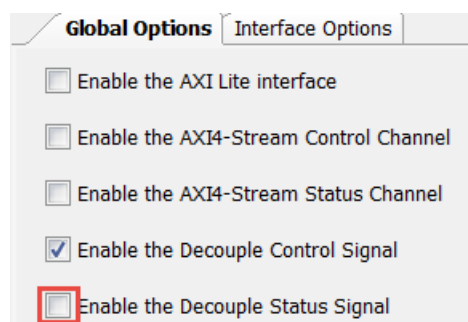 Global Options Interface Options
Enable the AXI Lite interface
Enable the AXI4-Stream Control Channel
Enable the AXI4-Stream Status Channel
Enable the Decouple Control Signal
Enable the Decouple Status Signal